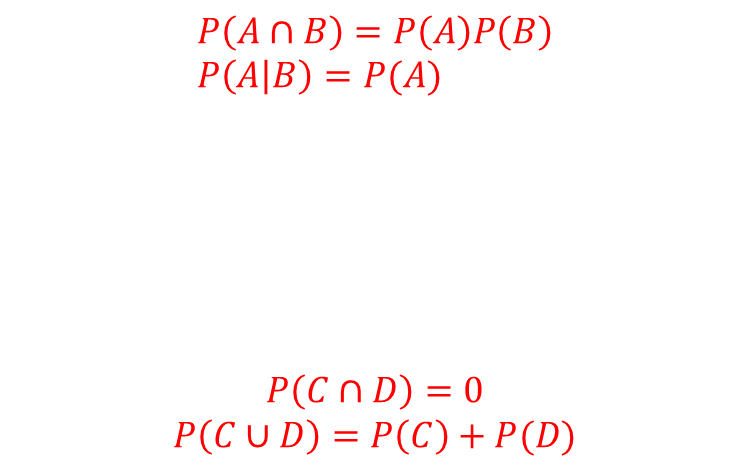 P(A ∩ B) = P(A)P(B)
P(A|B) = P(A)
P(C ∩ D) = 0
P(C ∪ D) = P(C) + P(D)